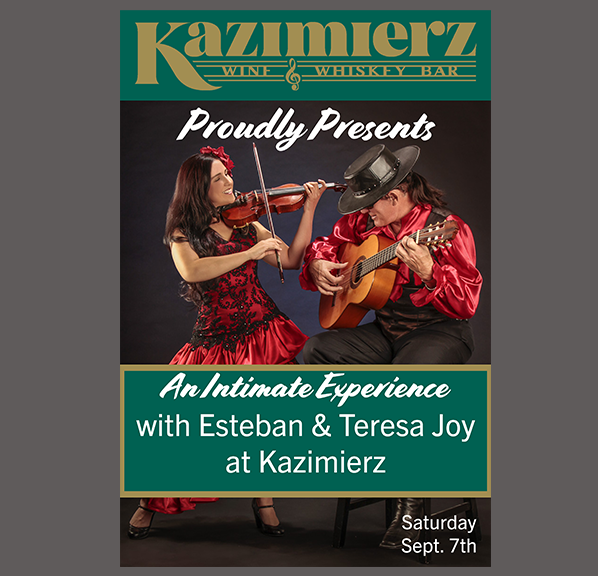 Kazimierz
WINE & WHISKEY BAR
Proudly Presents
An Intimate Experience
with Esteban & Teresa Joy
at Kazimierz
Saturday
Sept. 7th